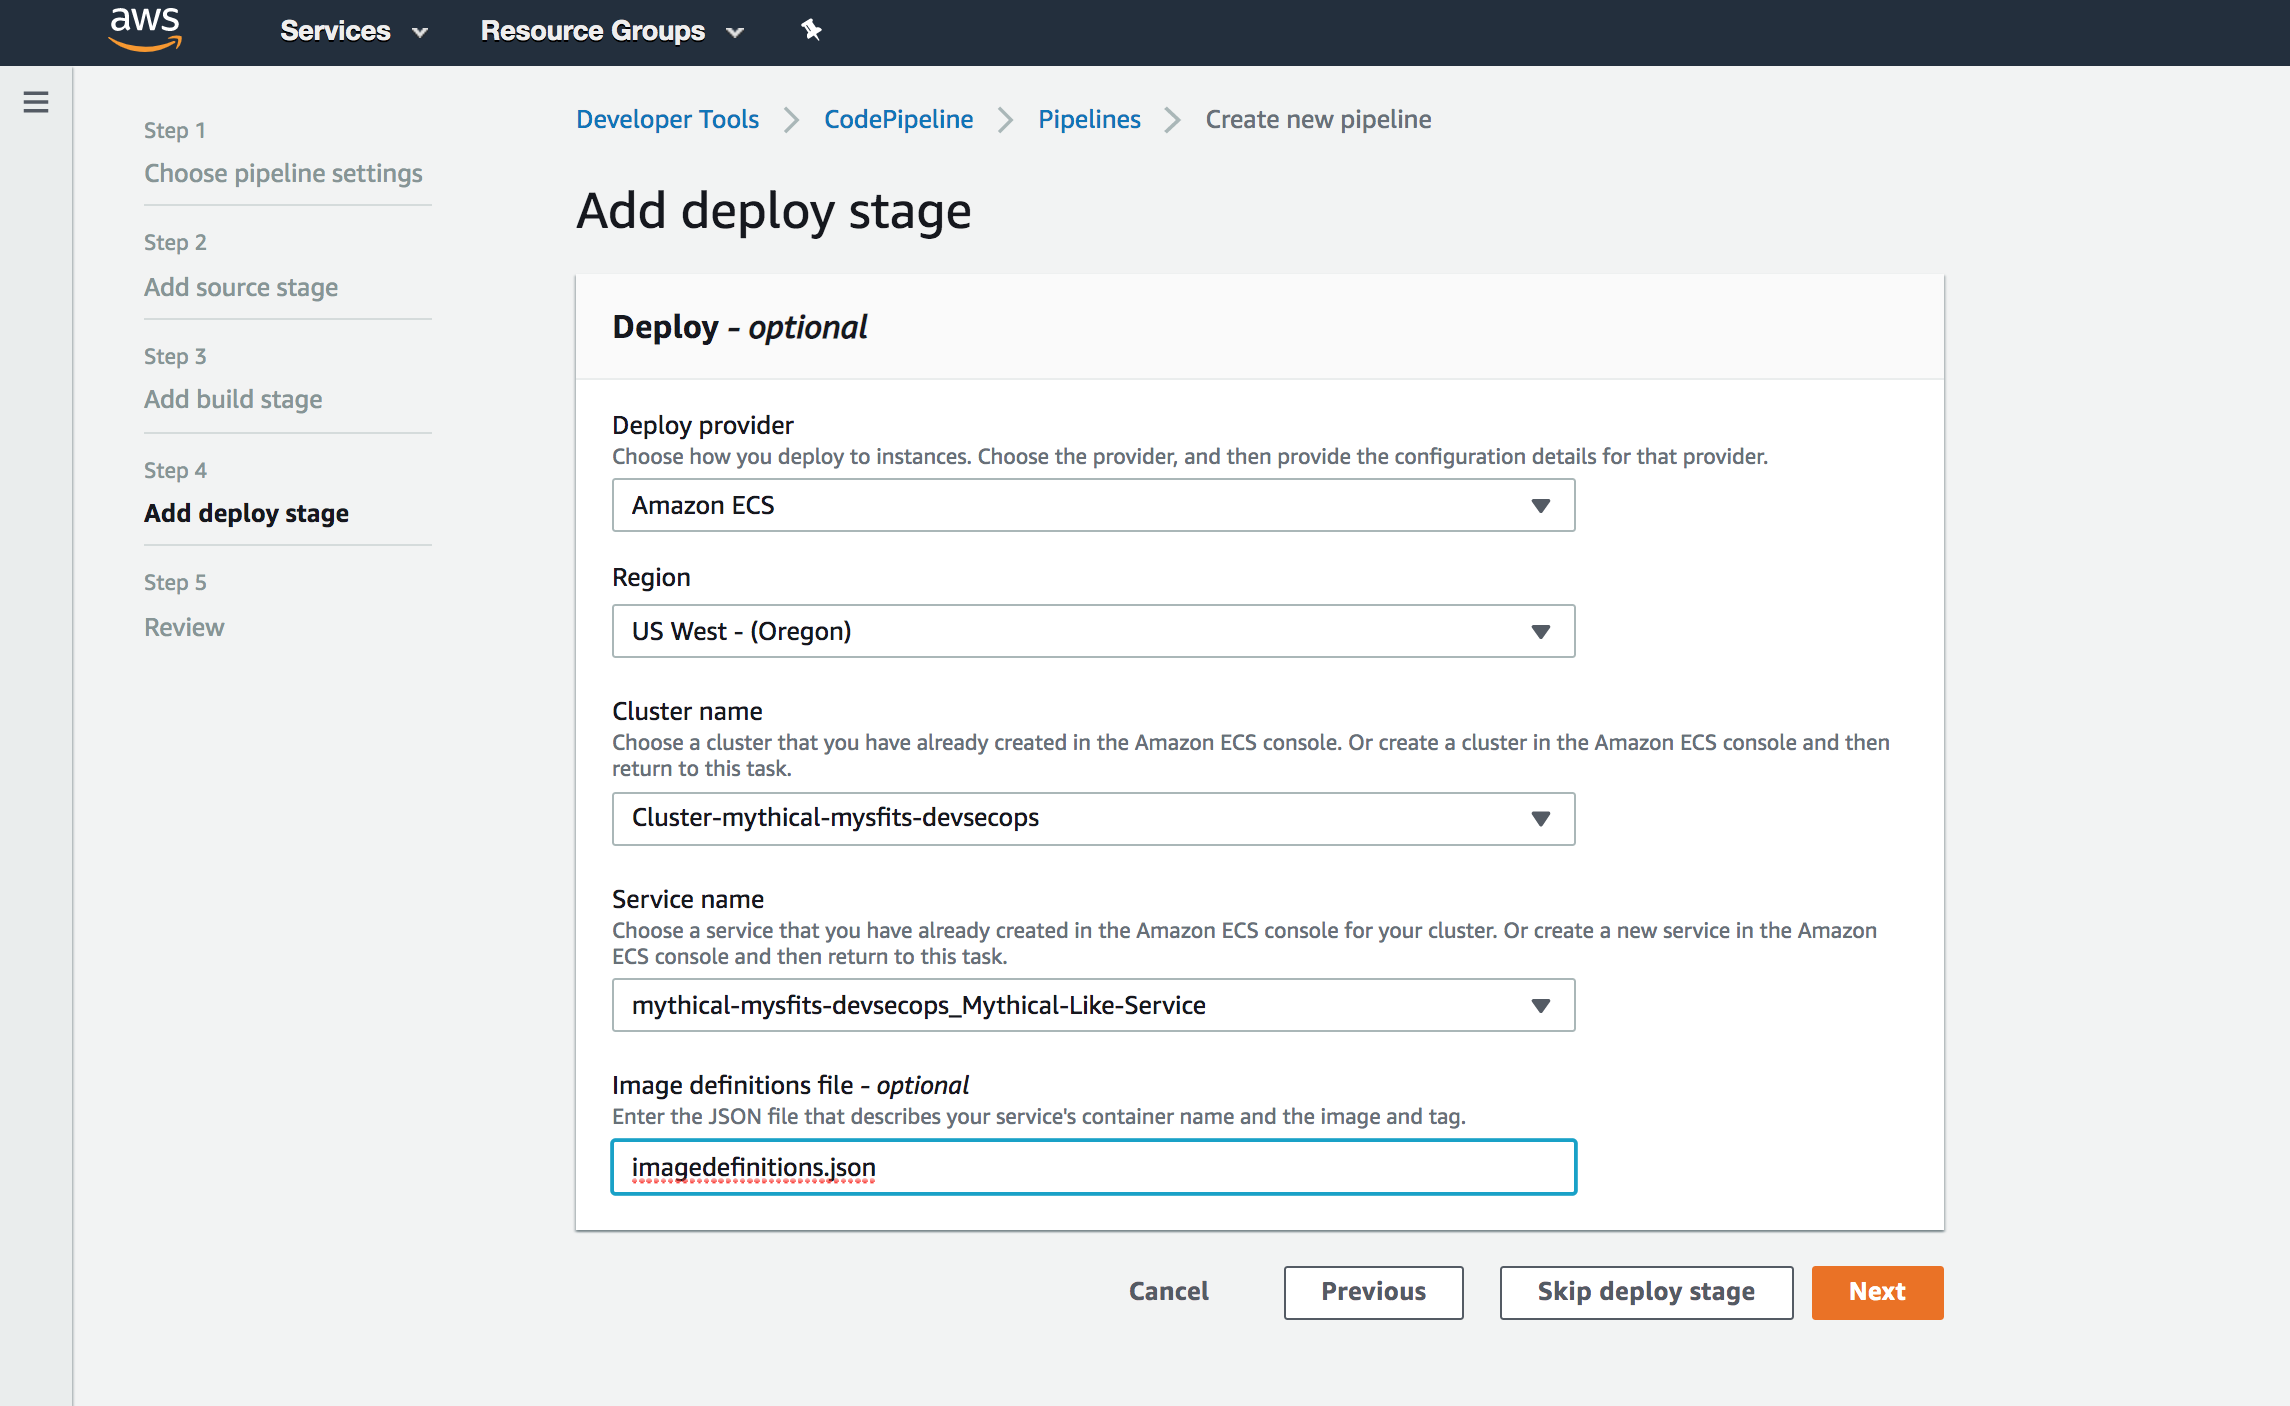 aws
Services
Resource Groups
Step 1
Choose pipeline settings
Step 2
Add source stage
Step 3
Add build stage
Step 4
Add deploy stage
Step 5
Review
Developer Tools
CodePipeline
Pipelines
Create new pipeline
Add deploy stage
Deploy - optional
Deploy provider
Choose how you deploy to instances. Choose the provider, and then provide the configuration details for that provider.
Amazon ECS
Region
US West - (Oregon)
Cluster name
Choose a cluster that you have already created in the Amazon ECS console. Or create a cluster in the Amazon ECS console and then
return to this task.
Cluster-mythical-mysfits-devsecops
Service name
Choose a service that you have already created in the Amazon ECS console for your cluster. Or create a new service in the Amazon
ECS console and then return to this task.
mythical-mysfits-devsecops_Mythical-Like-Service
Image definitions file - optional
Enter the JSON file that describes your service's container name and the image and tag.
imagedefinitions.json
Cancel
Previous
Skip deploy stage
Next